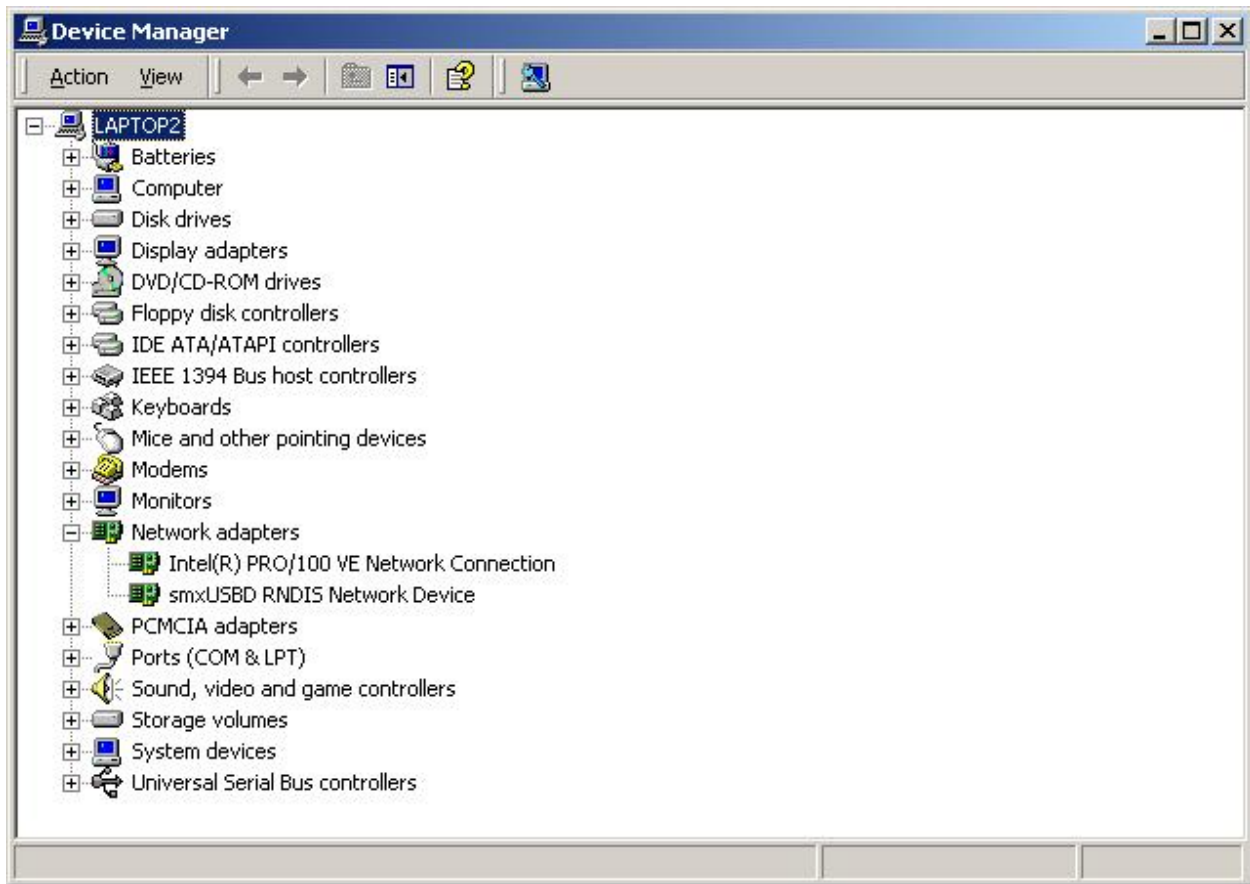 Device Manager
Action View
LAPTOP2
Batteries
Computer
Disk drives
Display adapters
DVD/CD-ROM drives
Floppy disk controllers
IDE ATA/ATAPI controllers
IEEE 1394 Bus host controllers
Keyboards
Mice and other pointing devices
Modems
Monitors
Network adapters
Intel(R) PRO/100 VE Network Connection
smxUSBD RNDIS Network Device
PCMCIA adapters
Ports (COM & LPT)
Sound, video and game controllers
Storage volumes
System devices
Universal Serial Bus controllers